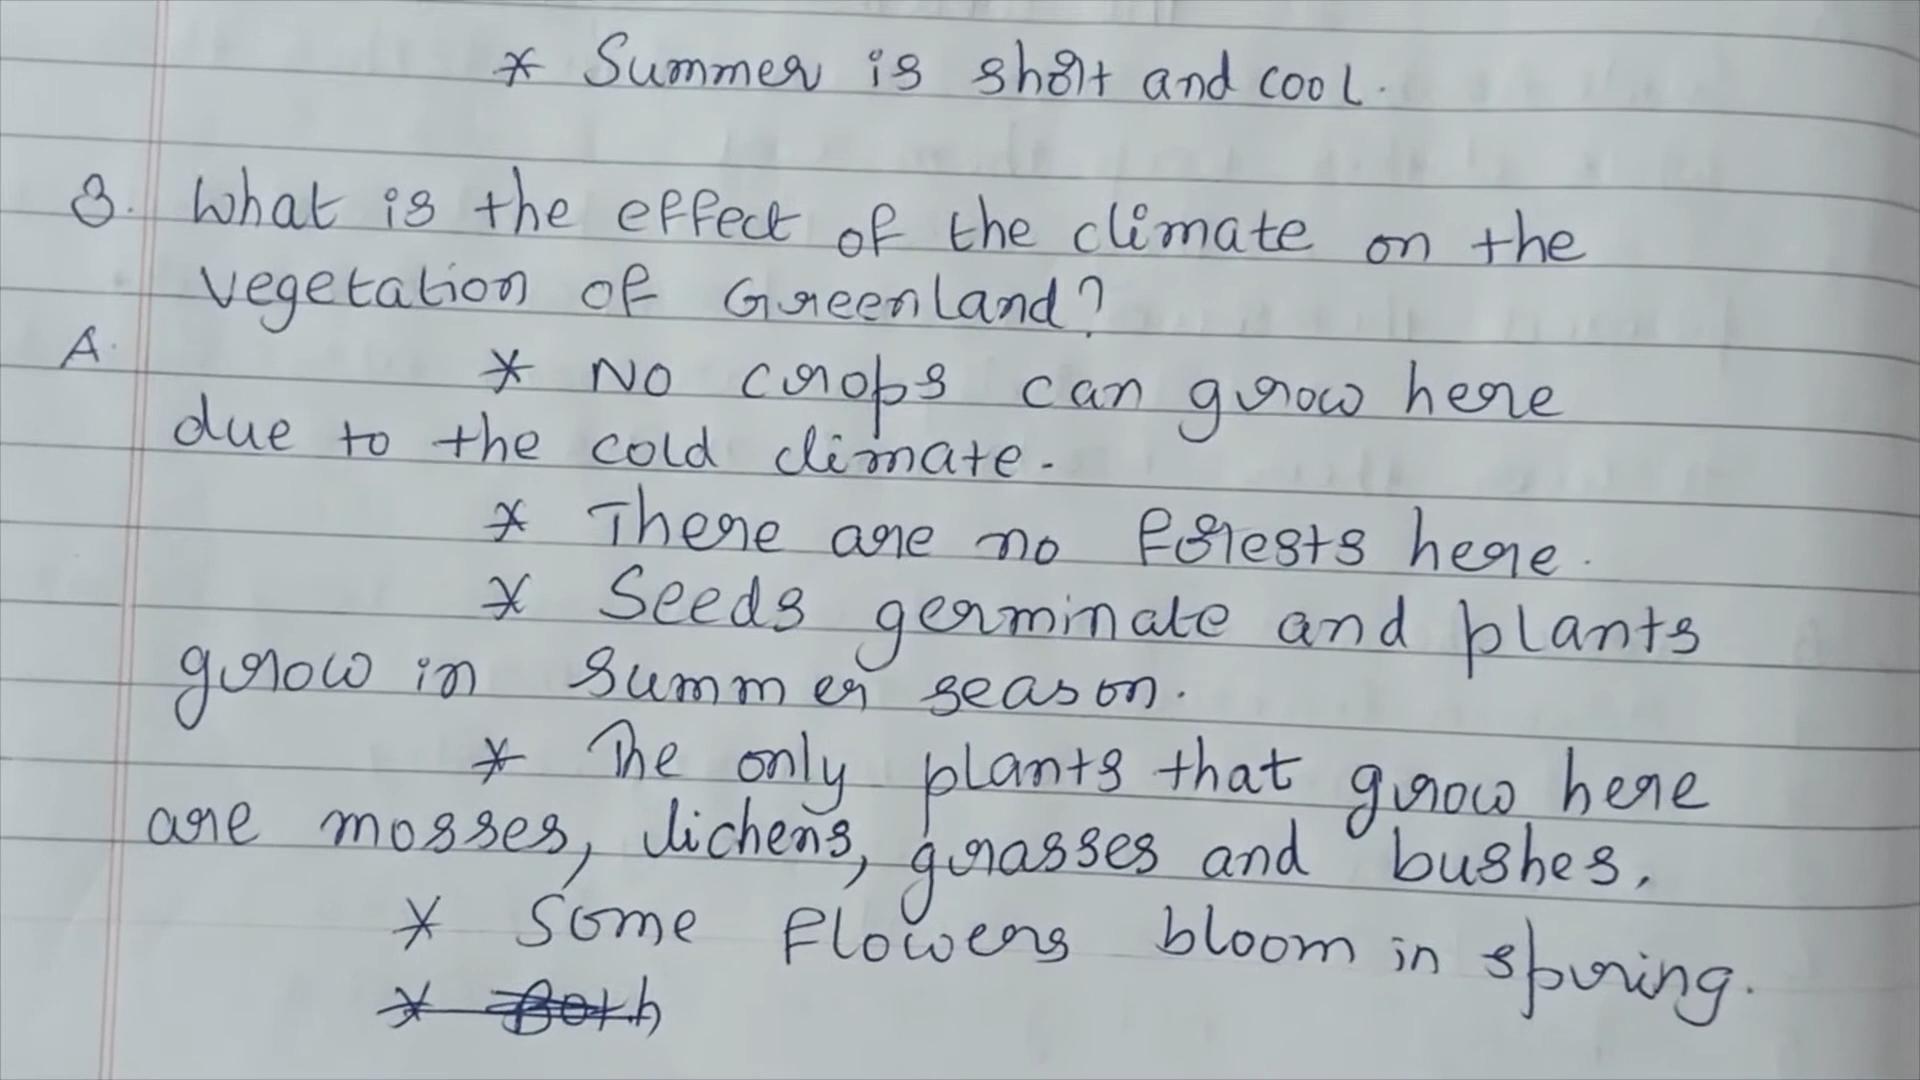 * Summer is short and cool.
3. What is the effect of the climate on the
vegetation of Greenland?
A.
* No crops can grow here
due to the cold climate.
* There are no forests here.
* Seeds germinate and plants
grow in summer season.
* The only plants that grow here
are mosses, lichens, grasses and bushes.
* Some flowers bloom in spring.
* Both